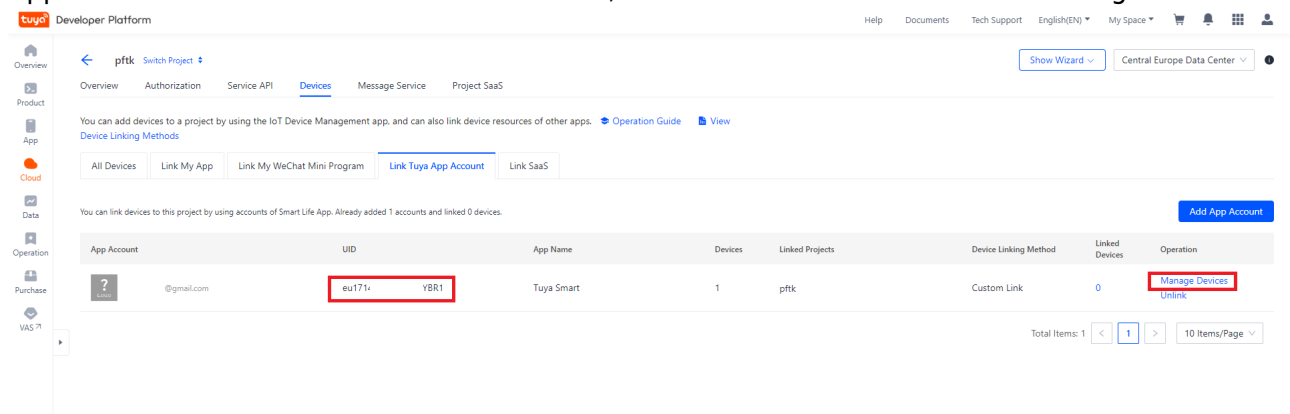 tuya Developer Platform Help Documents Tech Support English(EN) My Space
Overview
Product
App
Cloud
Data
Operation
Purchase
VAS
pftk Switch Project Show Wizard Central Europe Data Center
Overview Authorization Service API Devices Message Service Project SaaS
You can add devices to a project by using the IoT Device Management app, and can also link device resources of other apps. Operation Guide View
Device Linking Methods
All Devices Link My App Link My WeChat Mini Program Link Tuya App Account Link SaaS
You can link devices to this project by using accounts of Smart Life App. Already added 1 accounts and linked 0 devices.
Add App Account
App Account UID App Name Devices Linked Projects Device Linking Method Linked Devices Operation
? @gmail.com eu1714 YBR1 Tuya Smart 1 pftk Custom Link 0 Manage Devices
Unlink
Total Items: 1 < 1 > 10 Items/Page